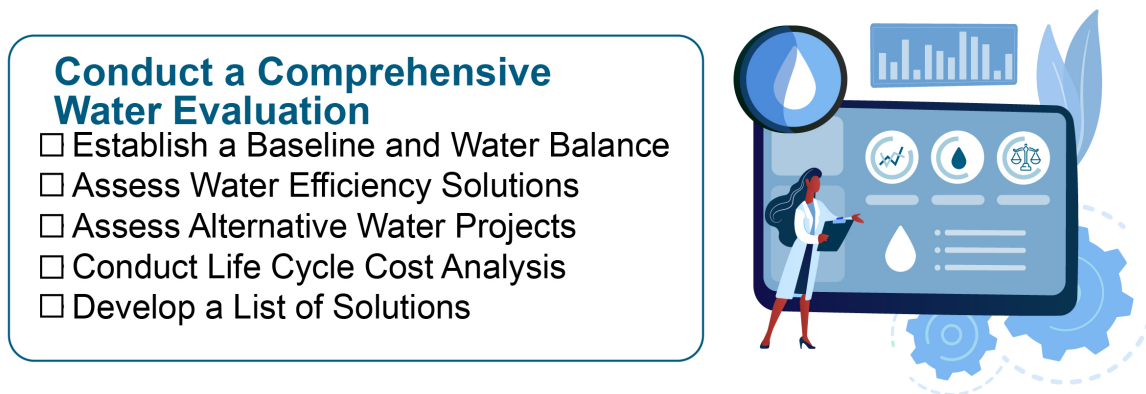 Conduct a Comprehensive
Water Evaluation
☐ Establish a Baseline and Water Balance
☐ Assess Water Efficiency Solutions
☐ Assess Alternative Water Projects
☐ Conduct Life Cycle Cost Analysis
☐ Develop a List of Solutions